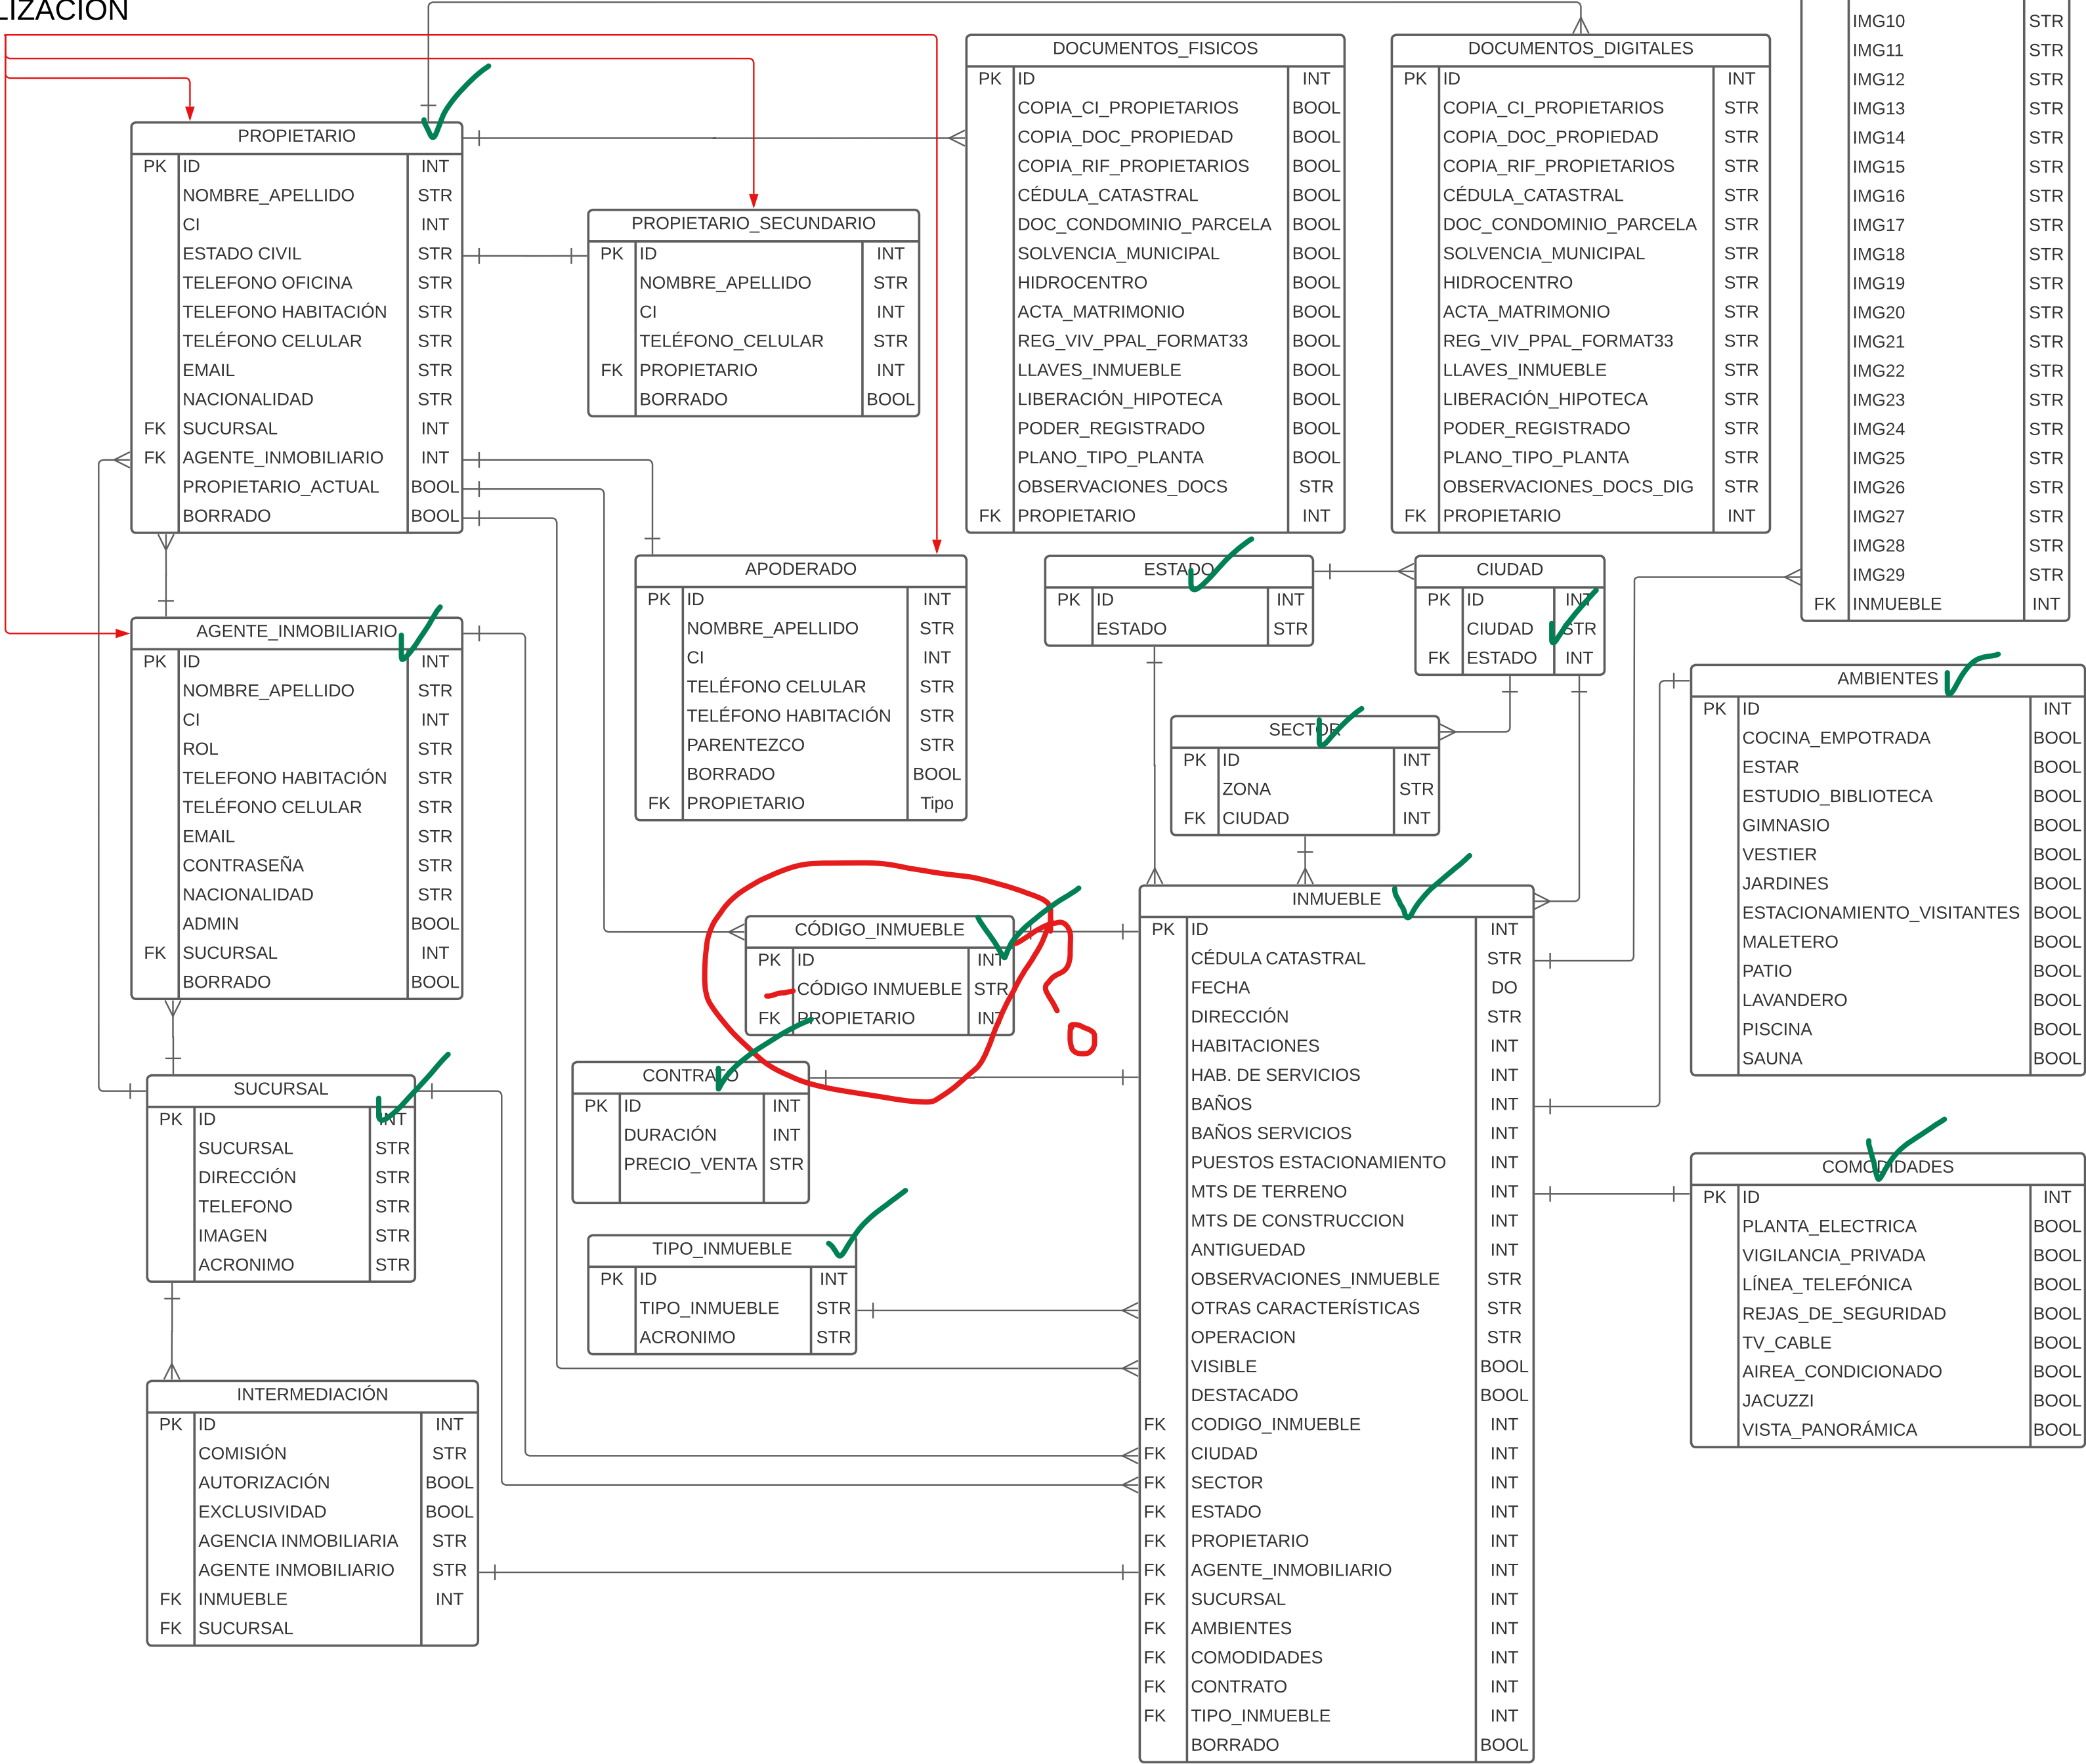 LIZACIÓN
PROPIETARIO
PK ID INT
NOMBRE_APELLIDO STR
CI INT
ESTADO CIVIL STR
TELEFONO OFICINA STR
TELEFONO HABITACIÓN STR
TELÉFONO CELULAR STR
EMAIL STR
NACIONALIDAD STR
FK SUCURSAL INT
FK AGENTE_INMOBILIARIO INT
PROPIETARIO_ACTUAL BOOL
BORRADO BOOL
PROPIETARIO_SECUNDARIO
PK ID INT
NOMBRE_APELLIDO STR
CI INT
TELÉFONO_CELULAR STR
FK PROPIETARIO INT
BORRADO BOOL
DOCUMENTOS_FISICOS
PK ID INT
COPIA_CI_PROPIETARIOS BOOL
COPIA_DOC_PROPIEDAD BOOL
COPIA_RIF_PROPIETARIOS BOOL
CÉDULA_CATASTRAL BOOL
DOC_CONDOMINIO_PARCELA BOOL
SOLVENCIA_MUNICIPAL BOOL
HIDROCENTRO BOOL
ACTA_MATRIMONIO BOOL
REG_VIV_PPAL_FORMAT33 BOOL
LLAVES_INMUEBLE BOOL
LIBERACIÓN_HIPOTECA BOOL
PODER_REGISTRADO BOOL
PLANO_TIPO_PLANTA BOOL
OBSERVACIONES_DOCS STR
FK PROPIETARIO INT
DOCUMENTOS_DIGITALES
PK ID INT
COPIA_CI_PROPIETARIOS STR
COPIA_DOC_PROPIEDAD STR
COPIA_RIF_PROPIETARIOS STR
CÉDULA_CATASTRAL STR
DOC_CONDOMINIO_PARCELA STR
SOLVENCIA_MUNICIPAL STR
HIDROCENTRO STR
ACTA_MATRIMONIO STR
REG_VIV_PPAL_FORMAT33 STR
LLAVES_INMUEBLE STR
LIBERACIÓN_HIPOTECA STR
PODER_REGISTRADO STR
PLANO_TIPO_PLANTA STR
OBSERVACIONES_DOCS_DIG STR
FK PROPIETARIO INT
IMG10 STR
IMG11 STR
IMG12 STR
IMG13 STR
IMG14 STR
IMG15 STR
IMG16 STR
IMG17 STR
IMG18 STR
IMG19 STR
IMG20 STR
IMG21 STR
IMG22 STR
IMG23 STR
IMG24 STR
IMG25 STR
IMG26 STR
IMG27 STR
IMG28 STR
IMG29 STR
FK INMUEBLE INT
AGENTE_INMOBILIARIO
PK ID INT
NOMBRE_APELLIDO STR
CI INT
ROL STR
TELEFONO HABITACIÓN STR
TELÉFONO CELULAR STR
EMAIL STR
CONTRASEÑA STR
NACIONALIDAD STR
ADMIN BOOL
FK SUCURSAL INT
BORRADO BOOL
APODERADO
PK ID INT
NOMBRE_APELLIDO STR
CI INT
TELÉFONO CELULAR STR
TELÉFONO HABITACIÓN STR
PARENTEZCO STR
BORRADO BOOL
FK PROPIETARIO Tipo
ESTADO
PK ID INT
ESTADO STR
CIUDAD
PK ID INT
CIUDAD STR
FK ESTADO INT
SECTOR
PK ID INT
ZONA STR
FK CIUDAD INT
AMBIENTES
PK ID INT
COCINA_EMPOTRADA BOOL
ESTAR BOOL
ESTUDIO_BIBLIOTECA BOOL
GIMNASIO BOOL
VESTIER BOOL
JARDINES BOOL
ESTACIONAMIENTO_VISITANTES BOOL
MALETERO BOOL
PATIO BOOL
LAVANDERO BOOL
PISCINA BOOL
SAUNA BOOL
CÓDIGO_INMUEBLE
PK ID INT
CÓDIGO INMUEBLE STR
FK PROPIETARIO INT
?
CONTRATO
PK ID INT
DURACIÓN INT
PRECIO_VENTA STR
TIPO_INMUEBLE
PK ID INT
TIPO_INMUEBLE STR
ACRONIMO STR
SUCURSAL
PK ID INT
SUCURSAL STR
DIRECCIÓN STR
TELEFONO STR
IMAGEN STR
ACRONIMO STR
INTERMEDIACIÓN
PK ID INT
COMISIÓN STR
AUTORIZACIÓN BOOL
EXCLUSIVIDAD BOOL
AGENCIA INMOBILIARIA STR
AGENTE INMOBILIARIO STR
FK INMUEBLE INT
FK SUCURSAL
INMUEBLE
PK ID INT
CÉDULA CATASTRAL STR
FECHA DO
DIRECCIÓN STR
HABITACIONES INT
HAB. DE SERVICIOS INT
BAÑOS INT
BAÑOS SERVICIOS INT
PUESTOS ESTACIONAMIENTO INT
MTS DE TERRENO INT
MTS DE CONSTRUCCION INT
ANTIGUEDAD INT
OBSERVACIONES_INMUEBLE STR
OTRAS CARACTERÍSTICAS STR
OPERACION STR
VISIBLE BOOL
DESTACADO BOOL
FK CODIGO_INMUEBLE INT
FK CIUDAD INT
FK SECTOR INT
FK ESTADO INT
FK PROPIETARIO INT
FK AGENTE_INMOBILIARIO INT
FK SUCURSAL INT
FK AMBIENTES INT
FK COMODIDADES INT
FK CONTRATO INT
FK TIPO_INMUEBLE INT
BORRADO BOOL
COMODIDADES
PK ID INT
PLANTA_ELECTRICA BOOL
VIGILANCIA_PRIVADA BOOL
LÍNEA_TELEFÓNICA BOOL
REJAS_DE_SEGURIDAD BOOL
TV_CABLE BOOL
AIREA_CONDICIONADO BOOL
JACUZZI BOOL
VISTA_PANORÁMICA BOOL